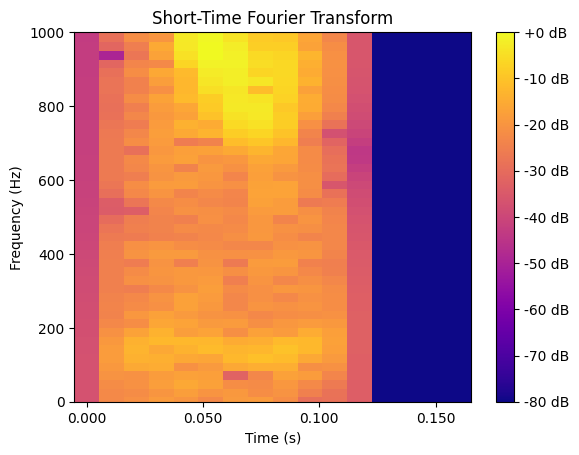 Short-Time Fourier Transform
1000
800
600
400
200
0
Frequency (Hz)
0.000
0.050
0.100
0.150
Time (s)
+0 dB
-10 dB
-20 dB
-30 dB
-40 dB
-50 dB
-60 dB
-70 dB
-80 dB